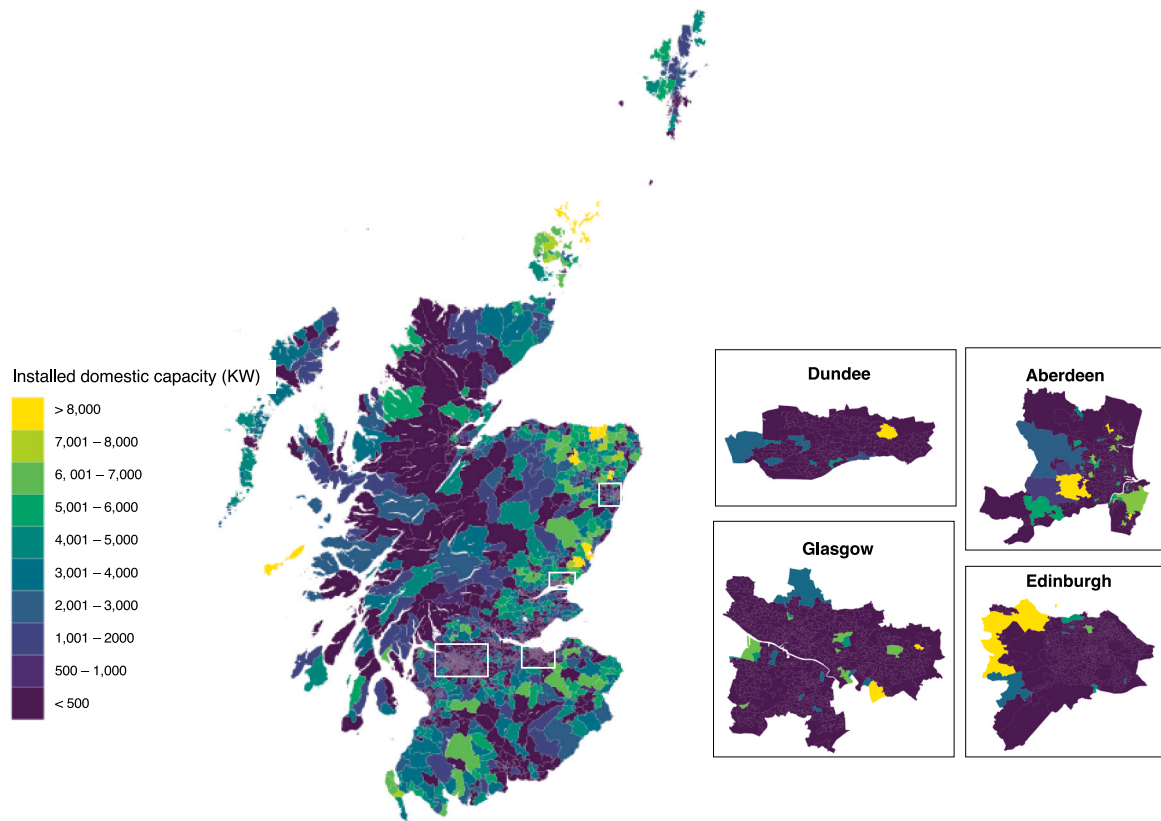 Installed domestic capacity (KW)
> 8,000
7,001 – 8,000
6, 001 – 7,000
5,001 – 6,000
4,001 – 5,000
3,001 – 4,000
2,001 – 3,000
1,001 – 2000
500 – 1,000
< 500
Dundee
Aberdeen
Glasgow
Edinburgh